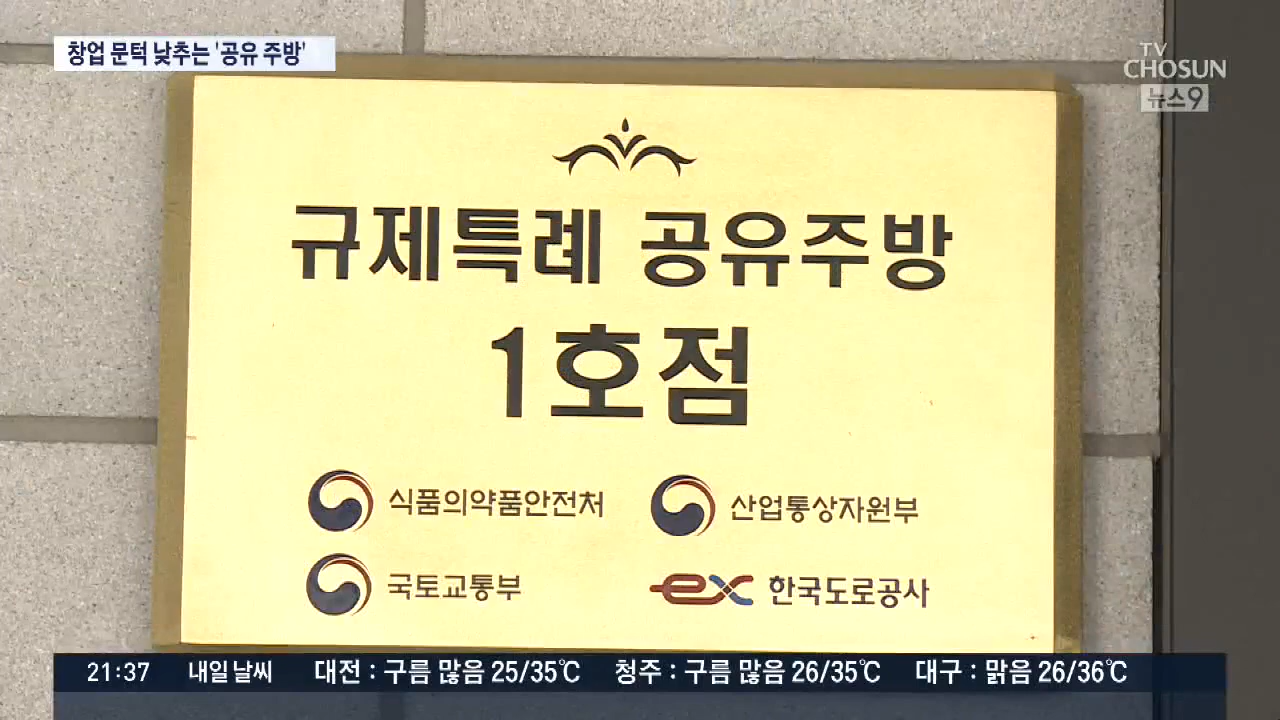 창업 문턱 낮추는 '공유 주방'
TV
CHOSUN
뉴스9
규제특례 공유주방
1호점
식품의약품안전처
산업통상자원부
국토교통부
ex 한국도로공사
21:37 내일 날씨 대전 : 구름 많음 25/35℃ 청주 : 구름 많음 26/35℃ 대구 : 맑음 26/36℃